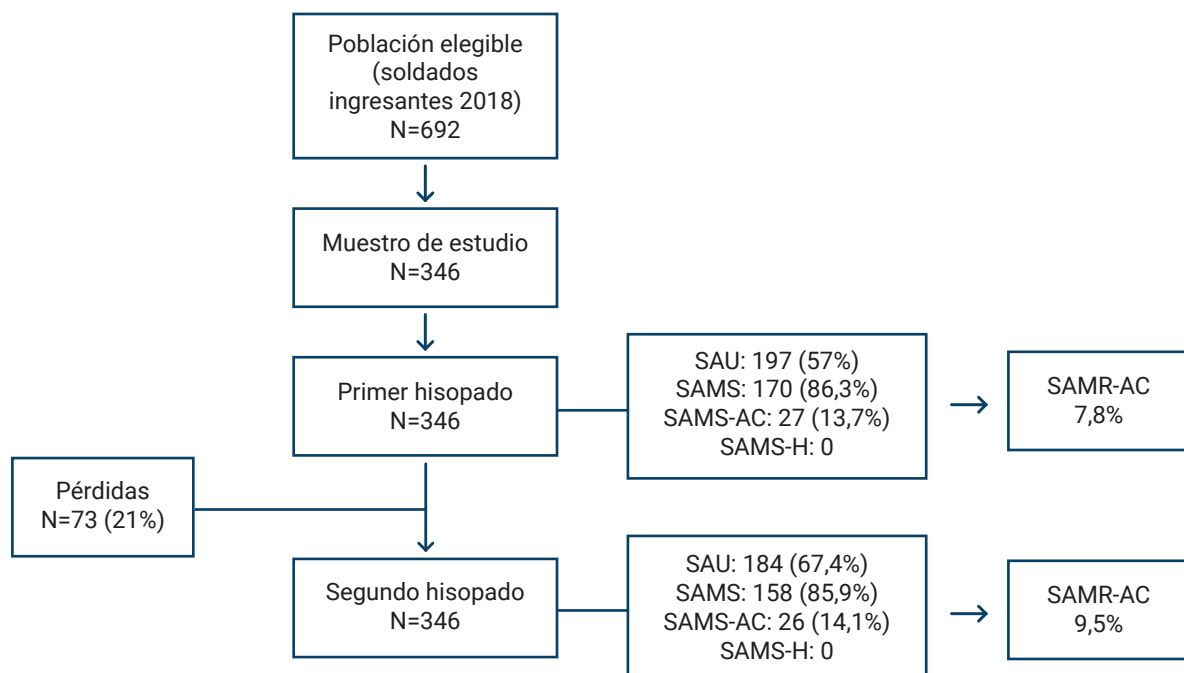 Población elegible
(soldados
ingresantes 2018)
N=692
Muestro de estudio
N=346
Primer hisopado
N=346
SAU: 197 (57%)
SAMS: 170 (86,3%)
SAMS-AC: 27 (13,7%)
SAMS-H: 0
SAMR-AC
7,8%
Pérdidas
N=73 (21%)
Segundo hisopado
N=346
SAU: 184 (67,4%)
SAMS: 158 (85,9%)
SAMS-AC: 26 (14,1%)
SAMS-H: 0
SAMR-AC
9,5%